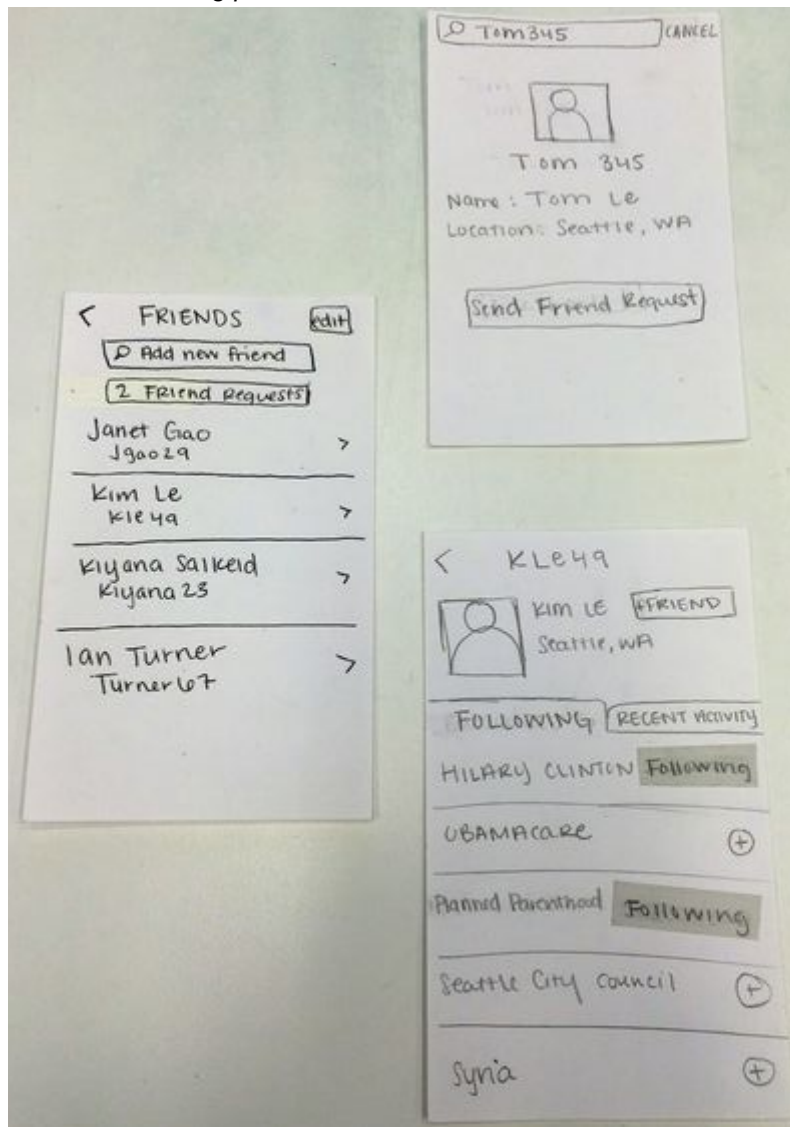 Tom345 CANCEL
Tom 345
Name: Tom Le
Location: Seattle, WA
Send Friend Request
< FRIENDS edit
Add new friend
2 Friend Requests
Janet Gao >
Jgao29
Kim Le >
Kle49
Kiyana Salkeld >
Kiyana23
Ian Turner >
Turner67
< KLe49
KIM LE FRIEND
Seattle, WA
FOLLOWING RECENT ACTIVITY
HILARY CLINTON Following
OBAMACARE +
Planned Parenthood Following
Seattle City Council +
Syria +